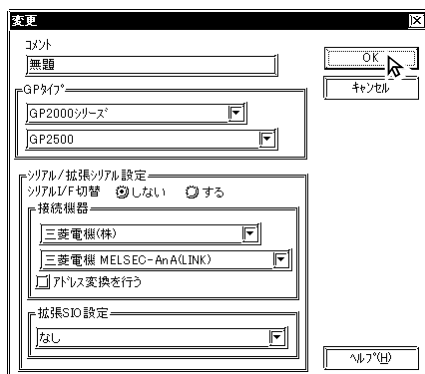 変更
コメント
無題
OK
キャンセル
GPタイプ
GP2000シリーズ
GP2500
シリアル/拡張シリアル設定
シリアルI/F切替 しない する
接続機器
三菱電機(株)
三菱電機 MELSEC-AnA(LINK)
アドレス変換を行う
拡張SIO設定
なし
ヘルプ(H)